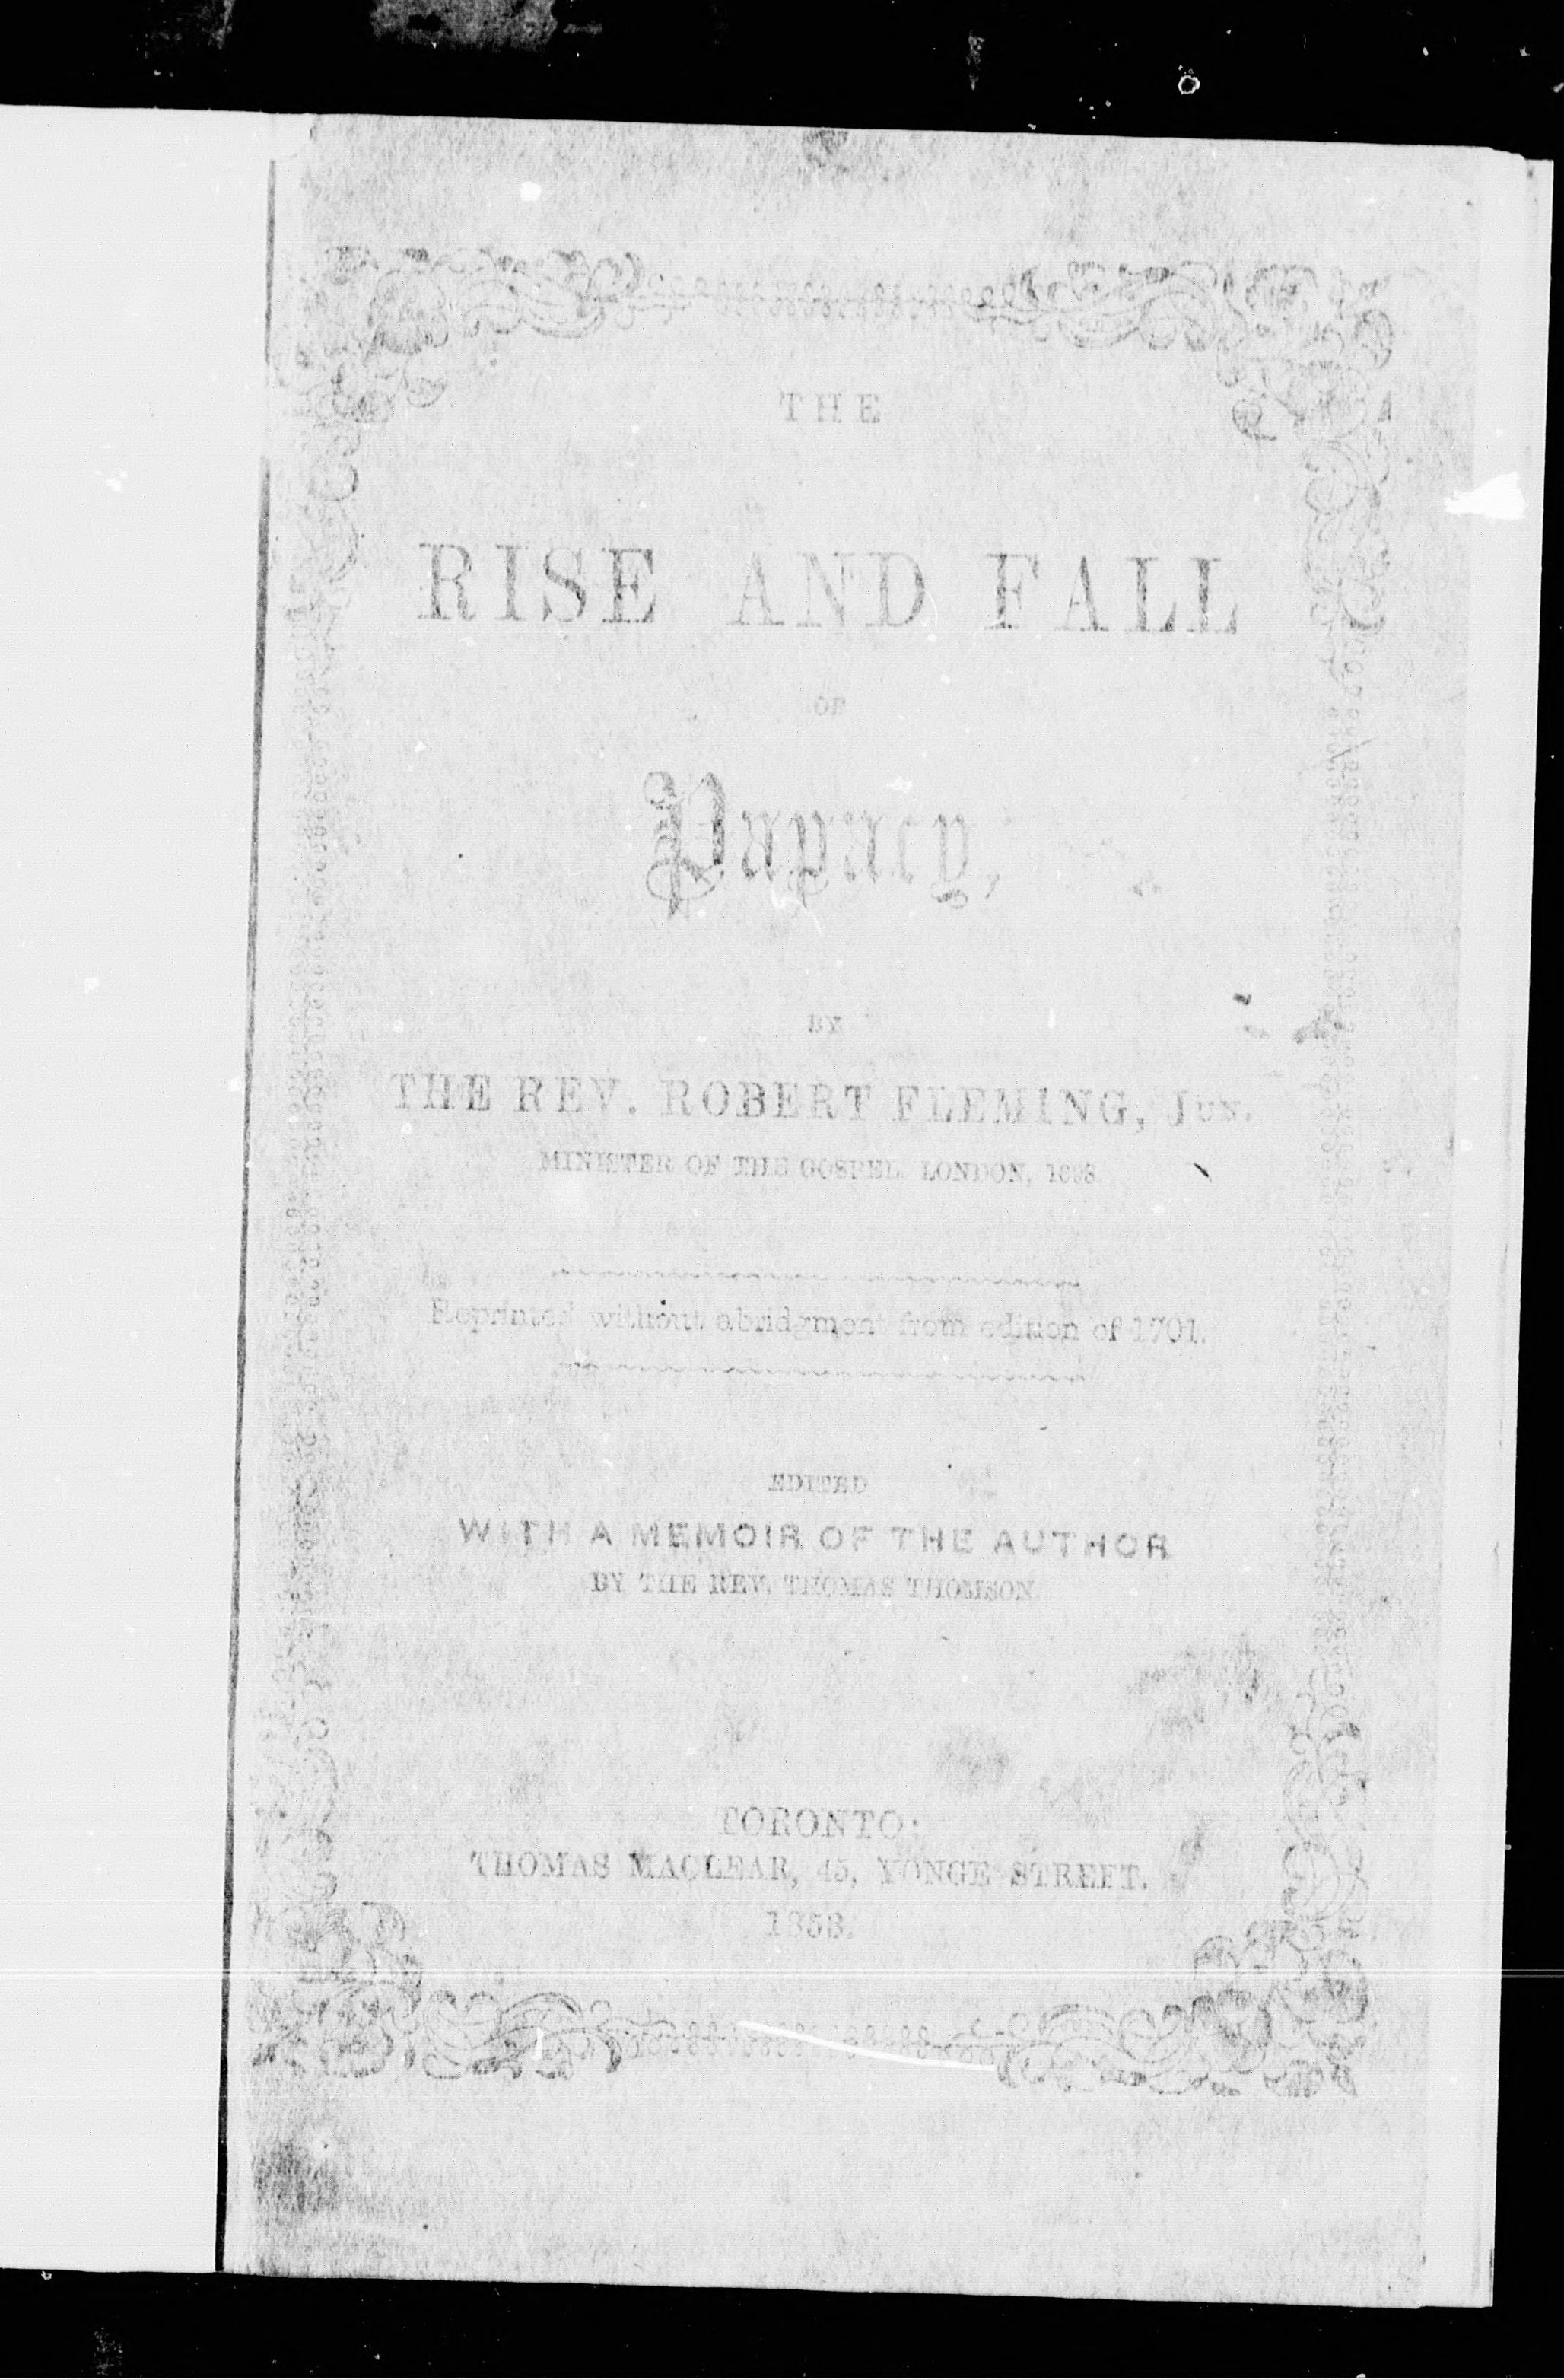 THE
RISE AND FALL
OF
Papacy,
BY
THE REV. ROBERT FLEMING, Jun.
MINISTER OF THE GOSPEL, LONDON, 1698.
Reprinted without abridgment from edition of 1701.
EDITED
WITH A MEMOIR OF THE AUTHOR
BY THE REV. THOMAS THOMSON
TORONTO:
THOMAS MACLEAR, 45, YONGE STREET.